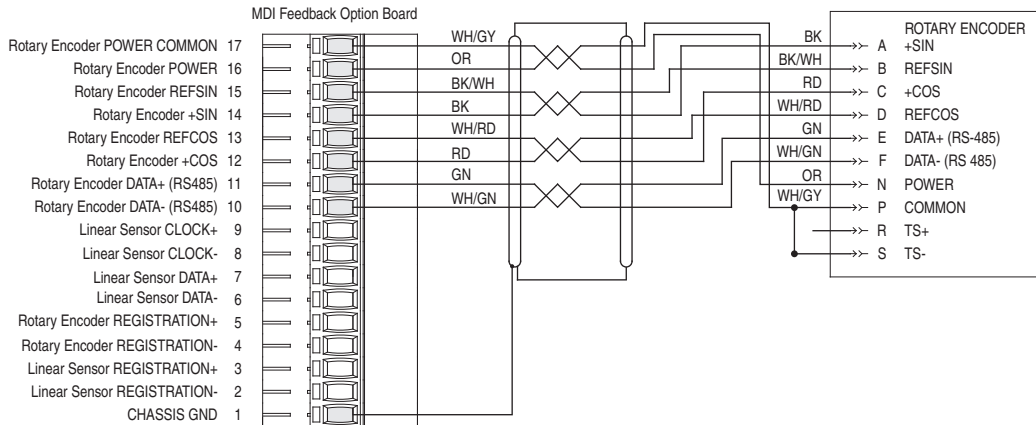 MDI Feedback Option Board
Rotary Encoder POWER COMMON 17
Rotary Encoder POWER 16
Rotary Encoder REFSIN 15
Rotary Encoder +SIN 14
Rotary Encoder REFCOS 13
Rotary Encoder +COS 12
Rotary Encoder DATA+ (RS485) 11
Rotary Encoder DATA- (RS485) 10
Linear Sensor CLOCK+ 9
Linear Sensor CLOCK- 8
Linear Sensor DATA+ 7
Linear Sensor DATA- 6
Rotary Encoder REGISTRATION+ 5
Rotary Encoder REGISTRATION- 4
Linear Sensor REGISTRATION+ 3
Linear Sensor REGISTRATION- 2
CHASSIS GND 1
WH/GY
OR
BK/WH
BK
WH/RD
RD
GN
WH/GN
BK
BK/WH
RD
WH/RD
GN
WH/GN
OR
WH/GY
ROTARY ENCODER
A +SIN
B REFSIN
C +COS
D REFCOS
E DATA+ (RS-485)
F DATA- (RS 485)
N POWER
P COMMON
R TS+
S TS-